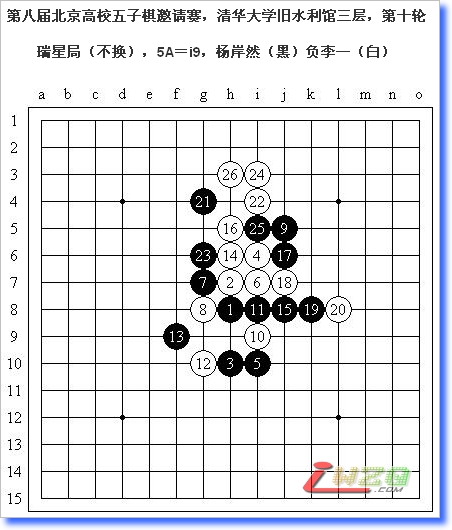 第八届北京高校五子棋邀请赛，清华大学旧水利馆三层，第十轮
瑞星局（不换），5A＝i9，杨岸然（黑）负李一（白）
a b c d e f g h i j k l m n o
1
2
3 26 24
4 21 22
5 16 25 9
6 23 14 4 17
7 7 2 6 18
8 8 1 11 15 19 20
9 13 10
10 12 3 5
11
12
13
14
15